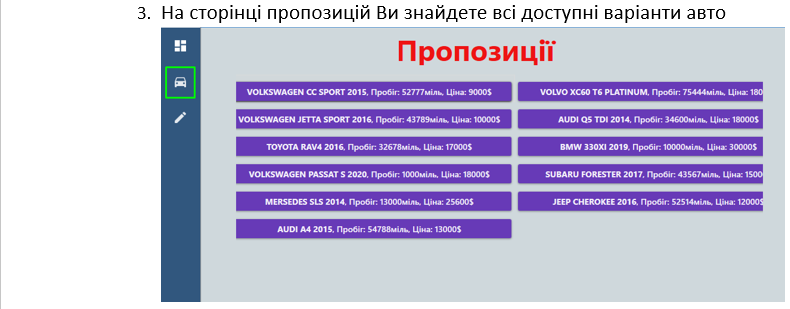 3. На сторінці пропозицій Ви знайдете всі доступні варіанти авто
Пропозиції
VOLKSWAGEN CC SPORT 2015, Пробіг: 52777миль, Ціна: 9000$
VOLVO XC60 T6 PLATINUM, Пробіг: 75444миль, Ціна: 180
VOLKSWAGEN JETTA SPORT 2016, Пробіг: 43789миль, Ціна: 10000$
AUDI Q5 TDI 2014, Пробіг: 34600миль, Ціна: 18000$
TOYOTA RAV4 2016, Пробіг: 32678миль, Ціна: 17000$
BMW 330XI 2019, Пробіг: 10000миль, Ціна: 30000$
VOLKSWAGEN PASSAT S 2020, Пробіг: 1000миль, Ціна: 18000$
SUBARU FORESTER 2017, Пробіг: 43567миль, Ціна: 1500
MERSEDES SLS 2014, Пробіг: 13000миль, Ціна: 25600$
JEEP CHEROKEE 2016, Пробіг: 52514миль, Ціна: 12000$
AUDI A4 2015, Пробіг: 54788миль, Ціна: 13000$